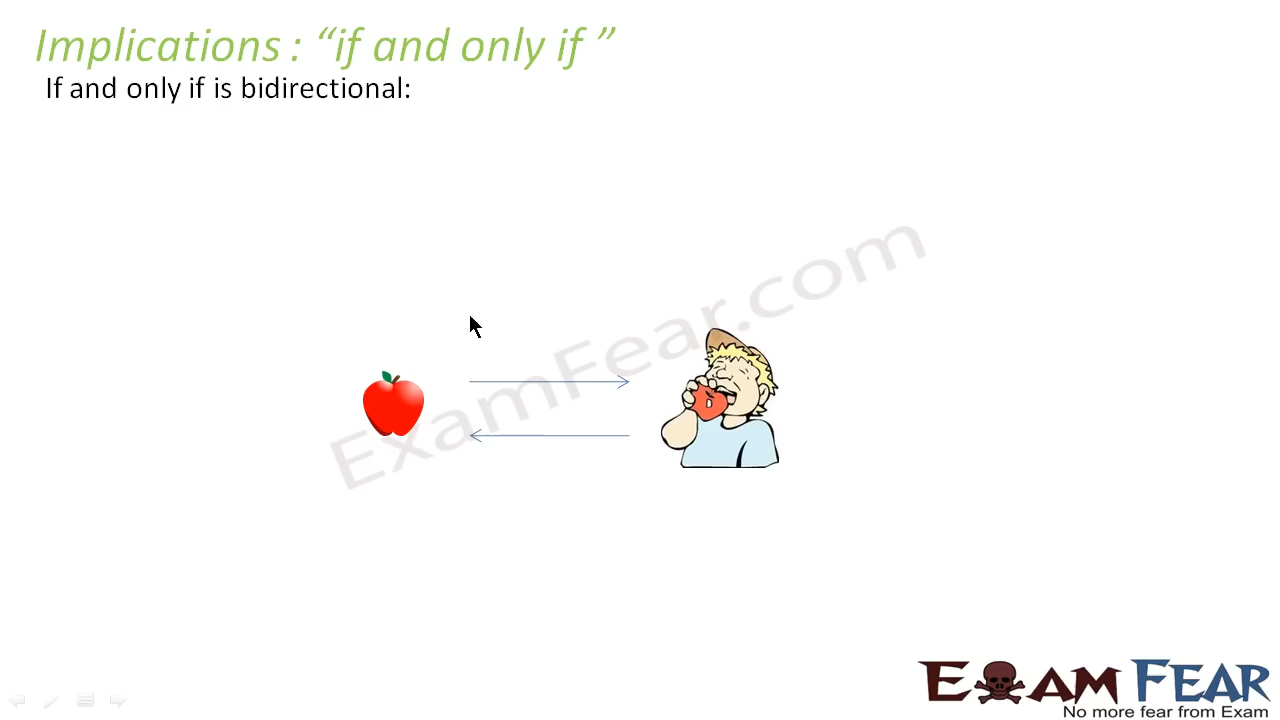 Implications : “if and only if ”
If and only if is bidirectional:
ExamFear.com
EXAM FEAR
No more fear from Exam